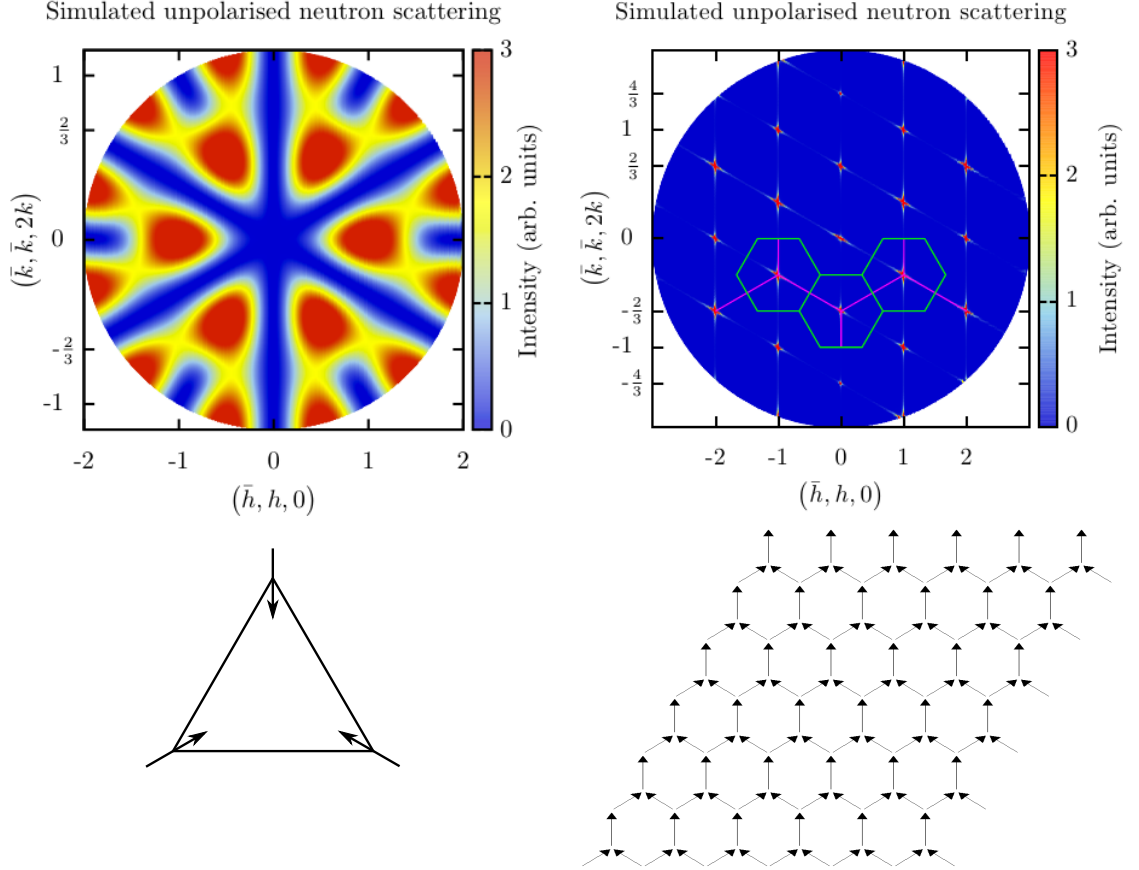 Simulated unpolarised neutron scattering
(k̄, k̄, 2k)
1
2/3
0
-2/3
-1
-2 -1 0 1 2
(h̄, h, 0)
3
2
1
0
Intensity (arb. units)
Simulated unpolarised neutron scattering
(k̄, k̄, 2k)
4/3
1
2/3
0
-2/3
-1
-4/3
-2 -1 0 1 2
(h̄, h, 0)
3
2
1
0
Intensity (arb. units)